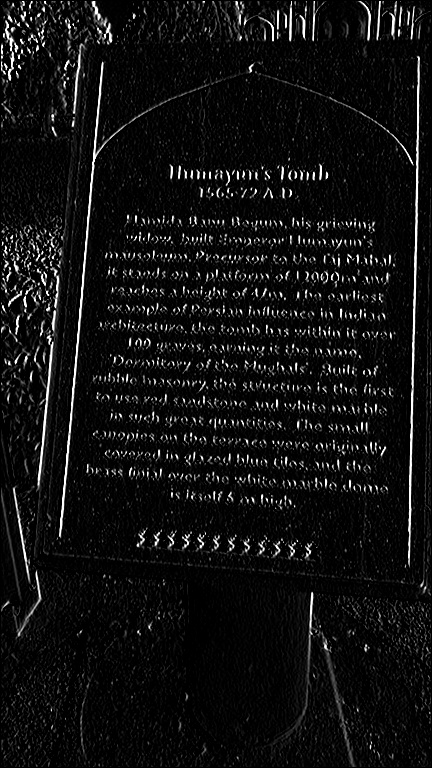 Humayun's Tomb
1565-72 A.D.
Hamida Banu Begum, his grieving
widow, built Emperor Humayun's
mausoleum. Precursor to the Taj Mahal,
it stands on a platform of 12000m² and
reaches a height of 47m. The earliest
example of Persian influence in Indian
architecture, the tomb has within it over
100 graves, earning it the name,
'Dormitory of the Mughals'. Built of
rubble masonry, the structure is the first
to use red sandstone and white marble
in such great quantities. The small
canopies on the terrace were originally
covered in glazed blue tiles, and the
brass finial over the white marble dome
is itself 6 m high.